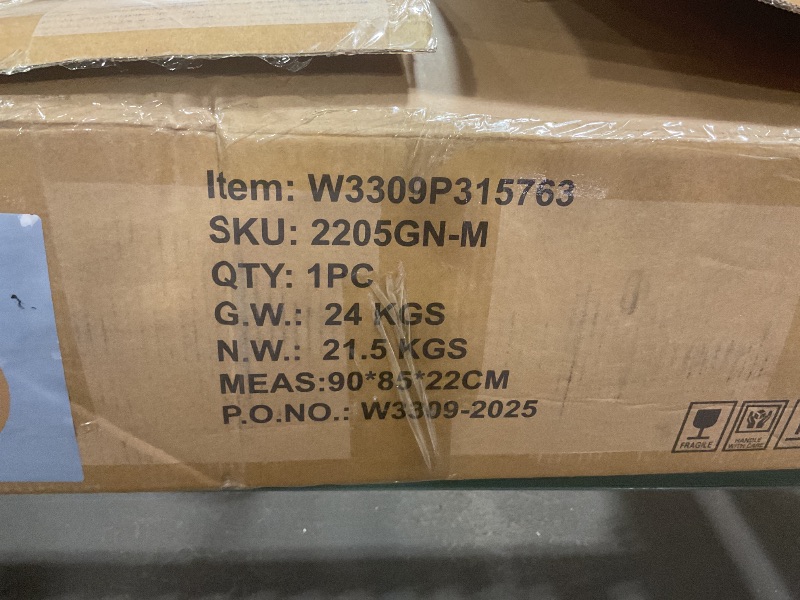 Item: W3309P315763
SKU: 2205GN-M
QTY: 1PC
G.W.: 24 KGS
N.W.: 21.5 KGS
MEAS:90*85*22CM
P.O.NO.: W3309-2025
FRAGILE
HANDLE
WITH CARE